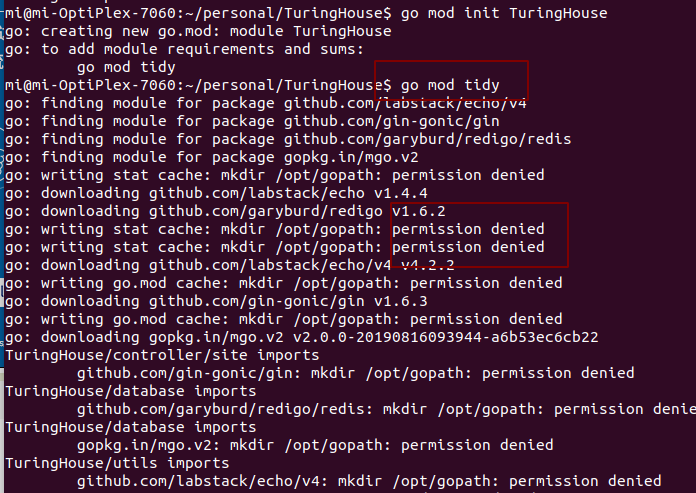 mi@mi-OptiPlex-7060:~/personal/TuringHouse$ go mod init TuringHouse
go: creating new go.mod: module TuringHouse
go: to add module requirements and sums:
go mod tidy
mi@mi-OptiPlex-7060:~/personal/TuringHouse$ go mod tidy
go: finding module for package github.com/labstack/echo/v4
go: finding module for package github.com/gin-gonic/gin
go: finding module for package github.com/garyburd/redigo/redis
go: finding module for package gopkg.in/mgo.v2
go: writing stat cache: mkdir /opt/gopath: permission denied
go: downloading github.com/labstack/echo v1.4.4
go: downloading github.com/garyburd/redigo v1.6.2
go: writing stat cache: mkdir /opt/gopath: permission denied
go: writing stat cache: mkdir /opt/gopath: permission denied
go: downloading github.com/labstack/echo/v4 v4.2.2
go: writing go.mod cache: mkdir /opt/gopath: permission denied
go: downloading github.com/gin-gonic/gin v1.6.3
go: writing go.mod cache: mkdir /opt/gopath: permission denied
go: downloading gopkg.in/mgo.v2 v2.0.0-20190816093944-a6b53ec6cb22
TuringHouse/controller/site imports
github.com/gin-gonic/gin: mkdir /opt/gopath: permission denied
TuringHouse/database imports
github.com/garyburd/redigo/redis: mkdir /opt/gopath: permission denie
TuringHouse/database imports
gopkg.in/mgo.v2: mkdir /opt/gopath: permission denied
TuringHouse/utils imports
github.com/labstack/echo/v4: mkdir /opt/gopath: permission denied